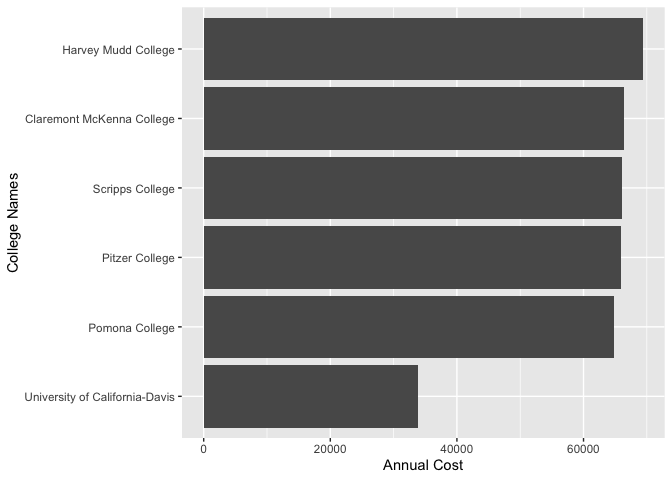 College Names
Harvey Mudd College
Claremont McKenna College
Scripps College
Pitzer College
Pomona College
University of California-Davis
0 20000 40000 60000
Annual Cost